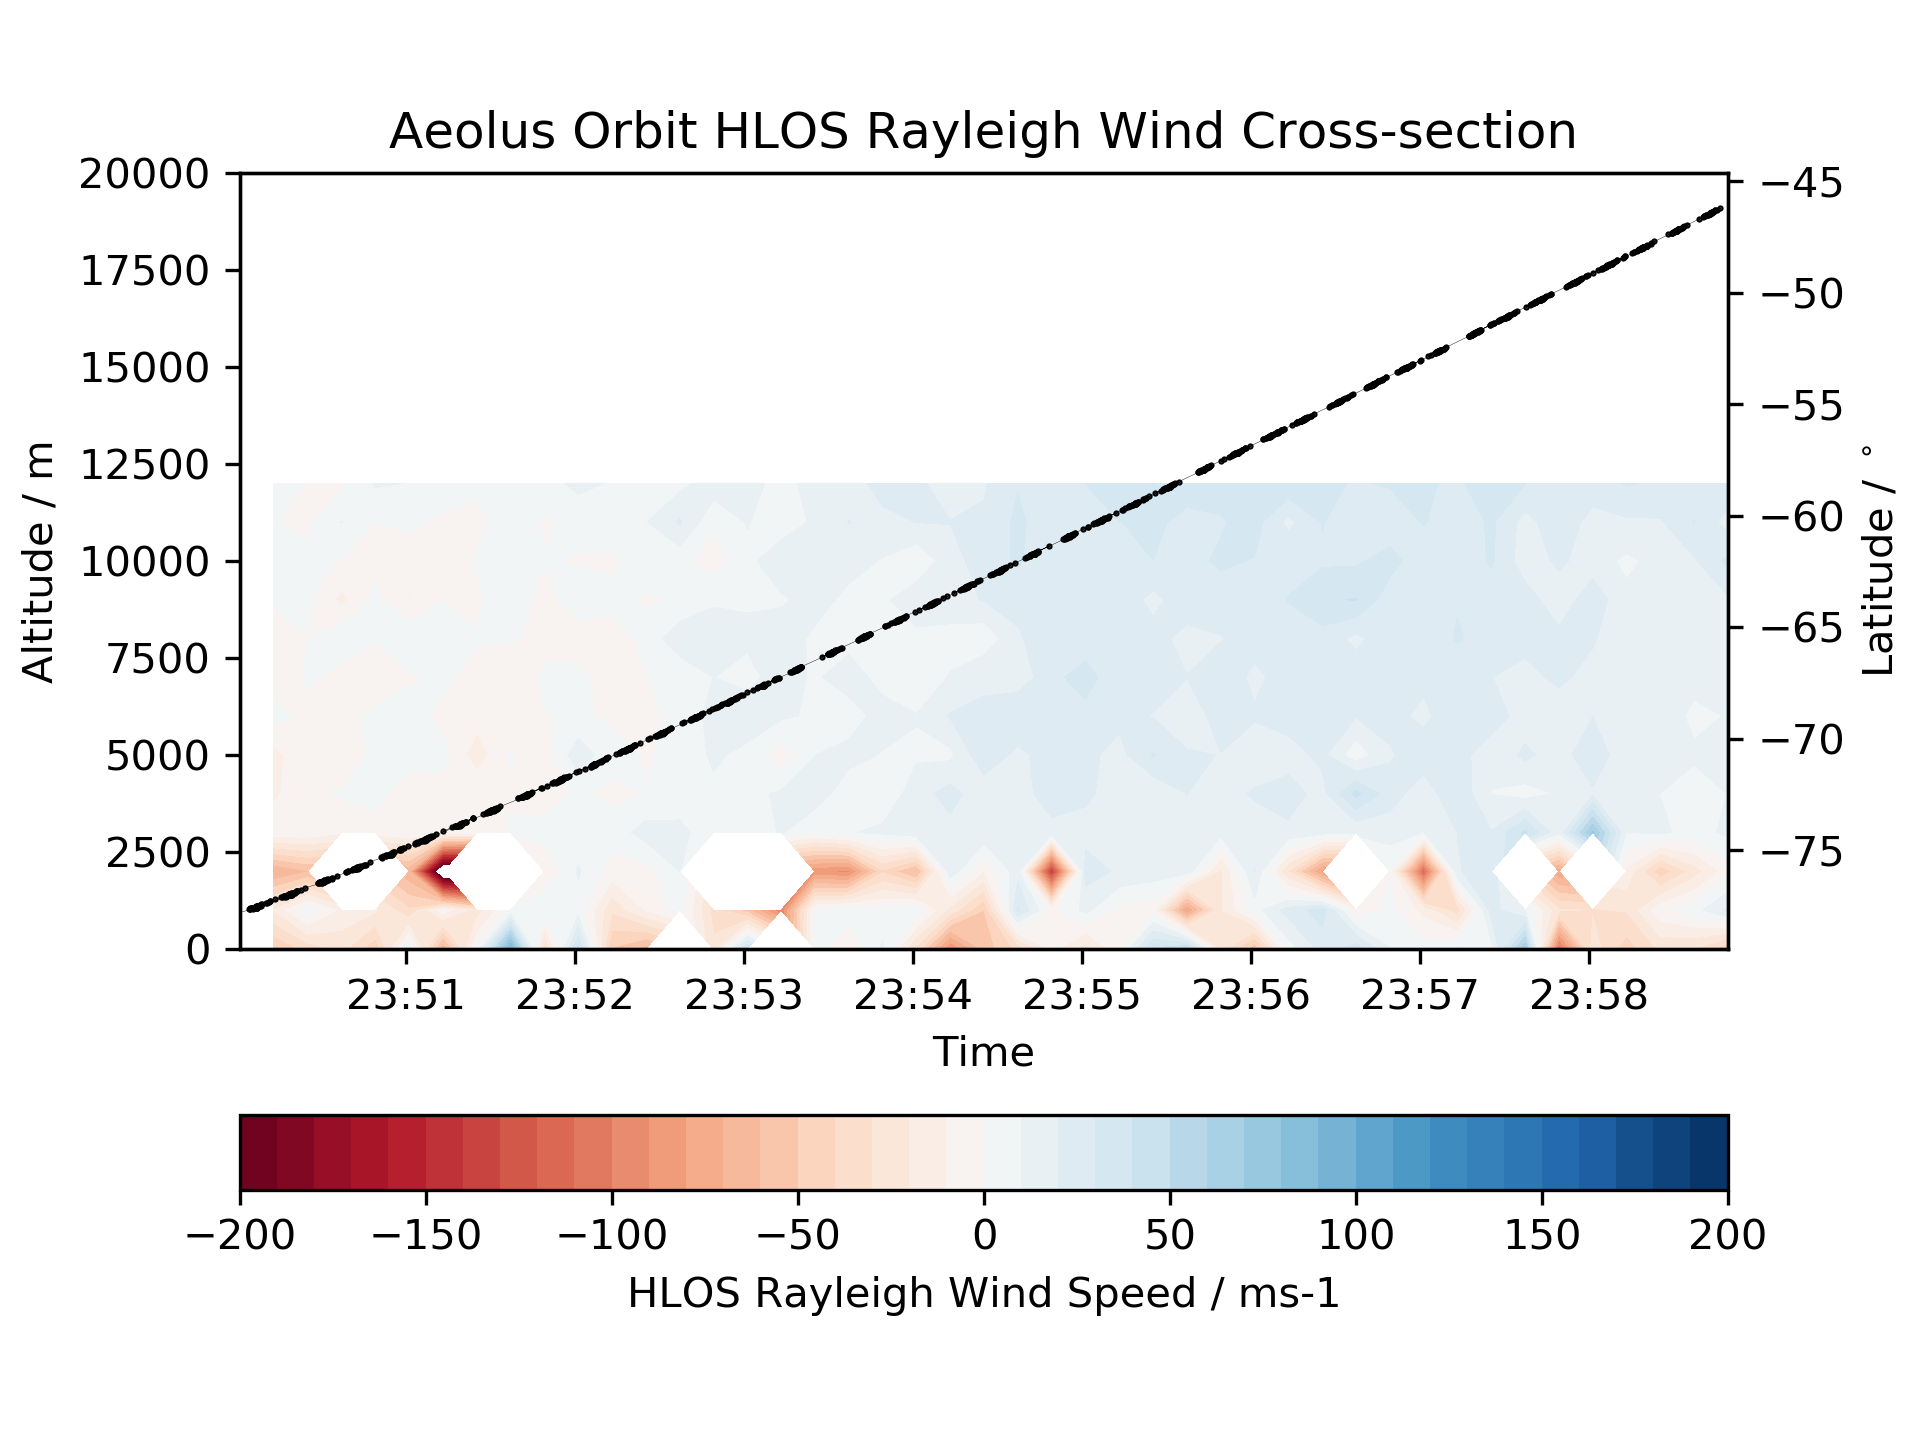 Aeolus Orbit HLOS Rayleigh Wind Cross-section
20000
17500
15000
12500
10000
7500
5000
2500
0
Altitude / m
−45
−50
−55
−60
−65
−70
−75
Latitude / °
23:51 23:52 23:53 23:54 23:55 23:56 23:57 23:58
Time
−200 −150 −100 −50 0 50 100 150 200
HLOS Rayleigh Wind Speed / ms-1